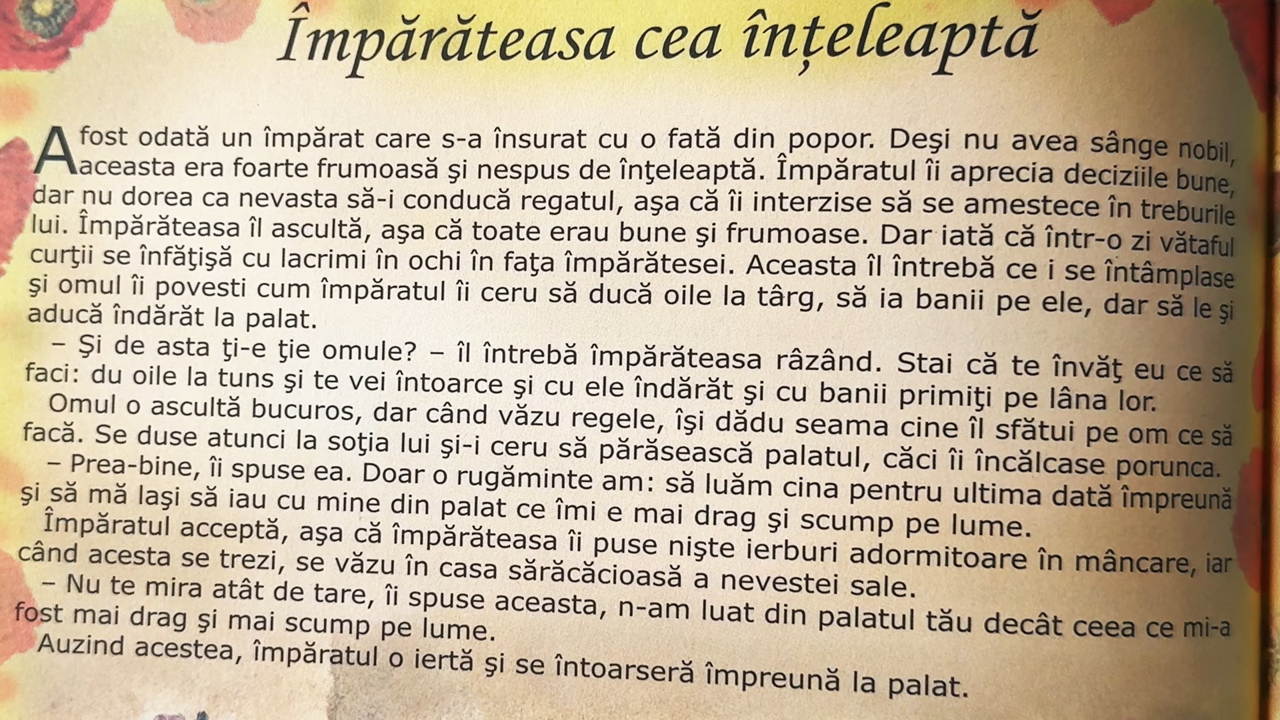 Împărăteasa cea înțeleaptă
A fost odată un împărat care s-a însurat cu o fată din popor. Deşi nu avea sânge nobil,
aceasta era foarte frumoasă şi nespus de înţeleaptă. Împăratul îi aprecia deciziile bune,
dar nu dorea ca nevasta să-i conducă regatul, aşa că îi interzise să se amestece în treburile
lui. Împărăteasa îl ascultă, aşa că toate erau bune şi frumoase. Dar iată că într-o zi vătaful
curţii se înfăţişă cu lacrimi în ochi în faţa împărătesei. Aceasta îl întrebă ce i se întâmplase
şi omul îi povesti cum împăratul îi ceru să ducă oile la târg, să ia banii pe ele, dar să le şi
aducă îndărăt la palat.
– Şi de asta ţi-e ţie omule? – îl întrebă împărăteasa râzând. Stai că te învăţ eu ce să
faci: du oile la tuns şi te vei întoarce şi cu ele îndărăt şi cu banii primiţi pe lâna lor.
Omul o ascultă bucuros, dar când văzu regele, îşi dădu seama cine îl sfătui pe om ce să
facă. Se duse atunci la soţia lui şi-i ceru să părăsească palatul, căci îi încălcase porunca.
– Prea-bine, îi spuse ea. Doar o rugăminte am: să luăm cina pentru ultima dată împreună
şi să mă laşi să iau cu mine din palat ce îmi e mai drag şi scump pe lume.
Împăratul acceptă, aşa că împărăteasa îi puse nişte ierburi adormitoare în mâncare, iar
când acesta se trezi, se văzu în casa sărăcăcioasă a nevestei sale.
– Nu te mira atât de tare, îi spuse aceasta, n-am luat din palatul tău decât ceea ce mi-a
fost mai drag şi mai scump pe lume.
Auzind acestea, împăratul o iertă şi se întoarseră împreună la palat.